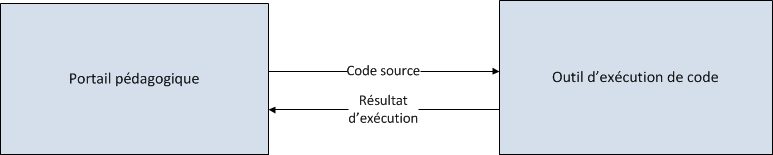 Portail pédagogique
Code source
Résultat
d’exécution
Outil d’exécution de code